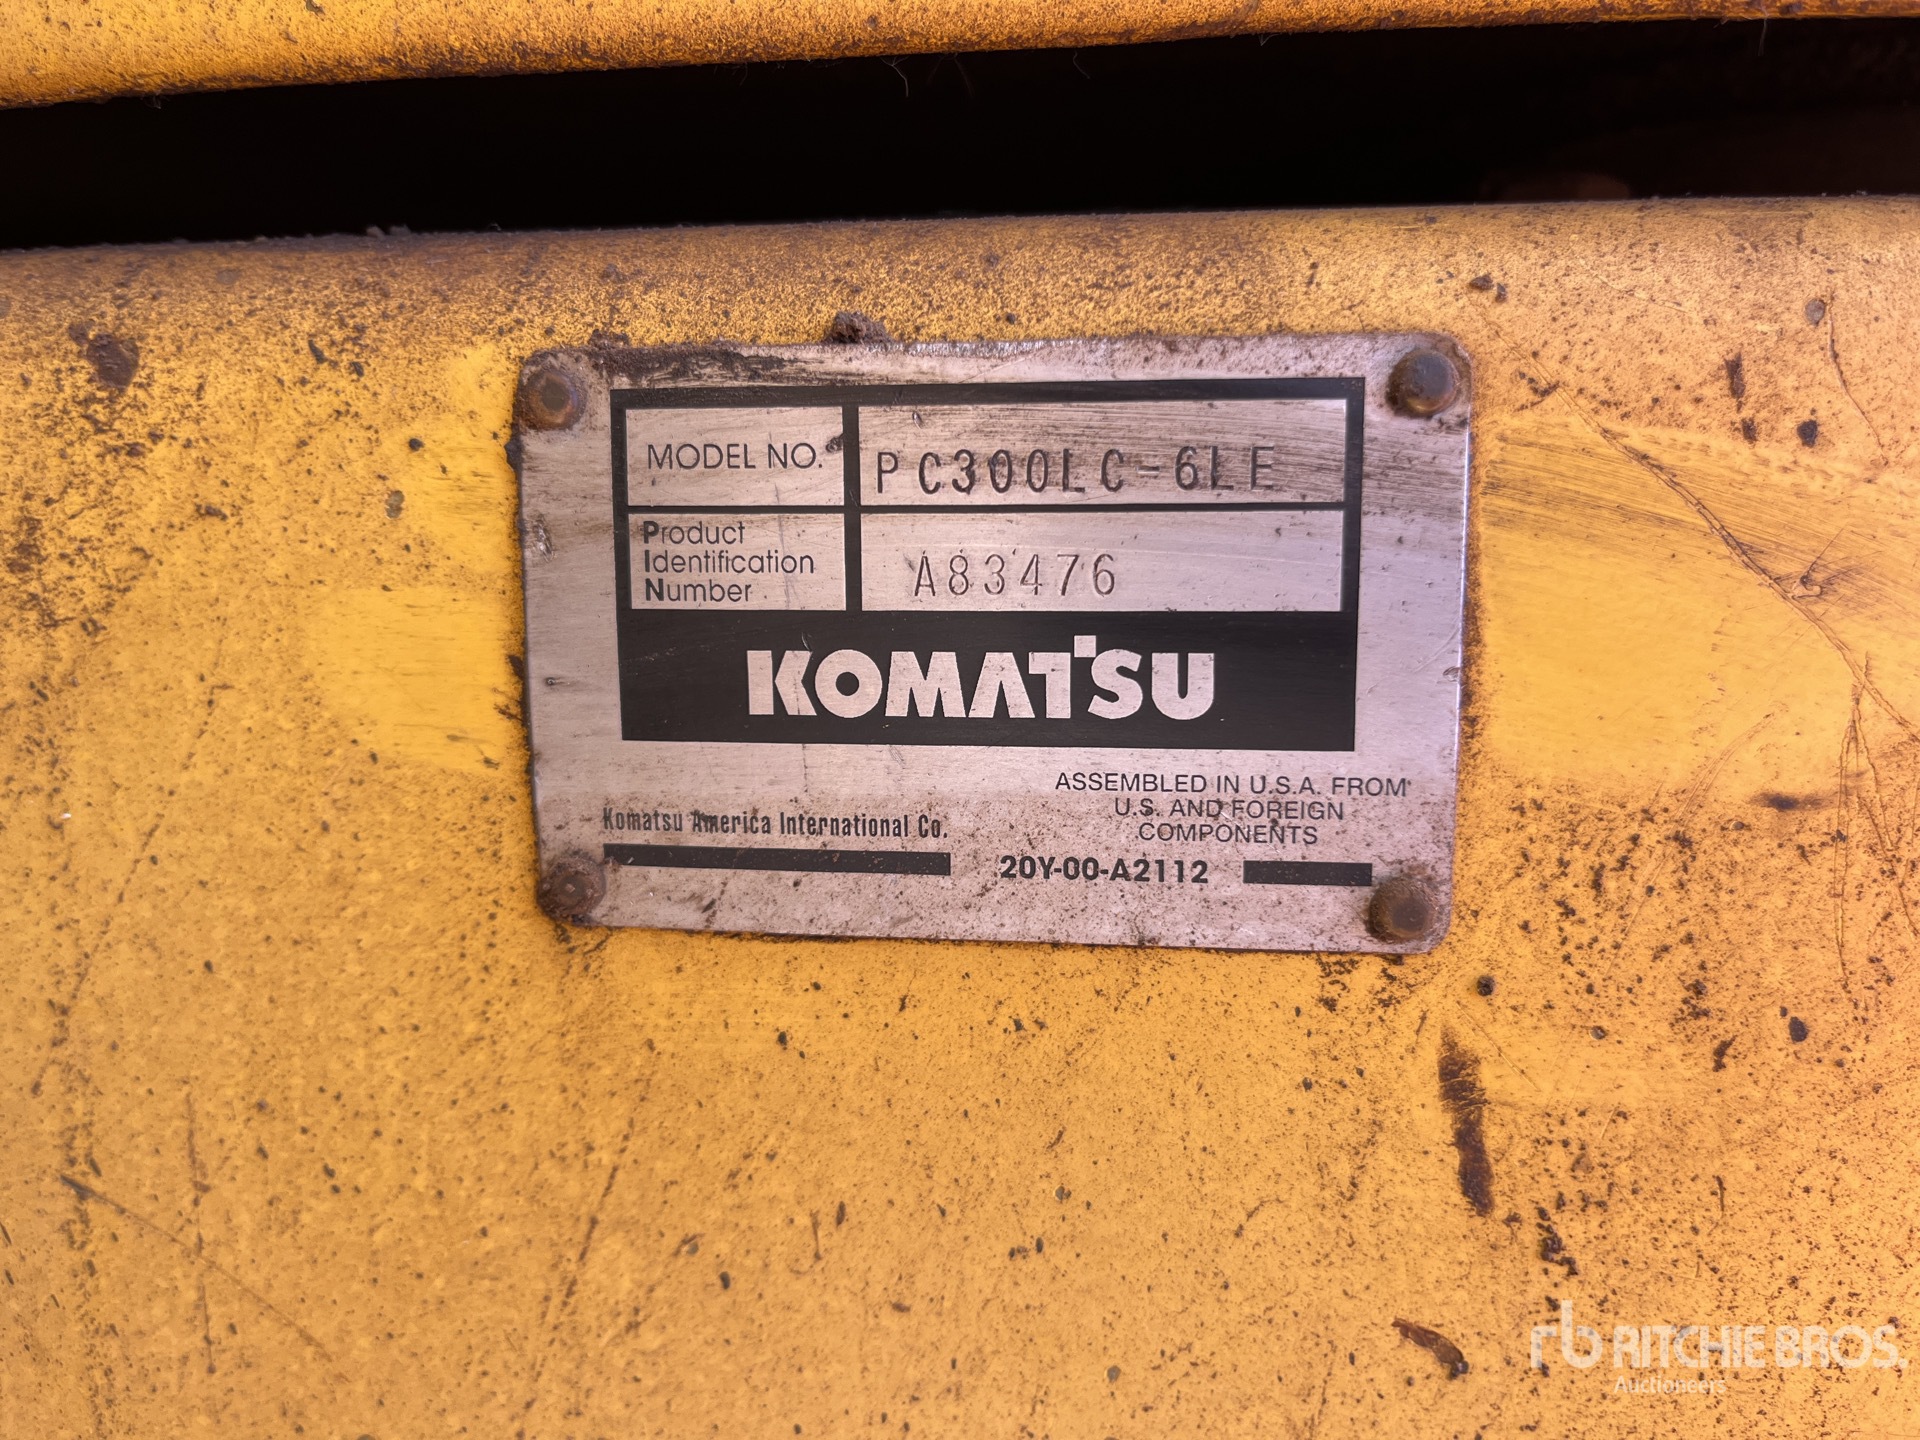 MODEL NO. PC300LC-6LE
Product
Identification
Number
A83476
KOMATSU
ASSEMBLED IN U.S.A. FROM
U.S. AND FOREIGN
COMPONENTS
Komatsu America International Co.
20Y-00-A2112
rb RITCHIE BROS.
Auctioneers